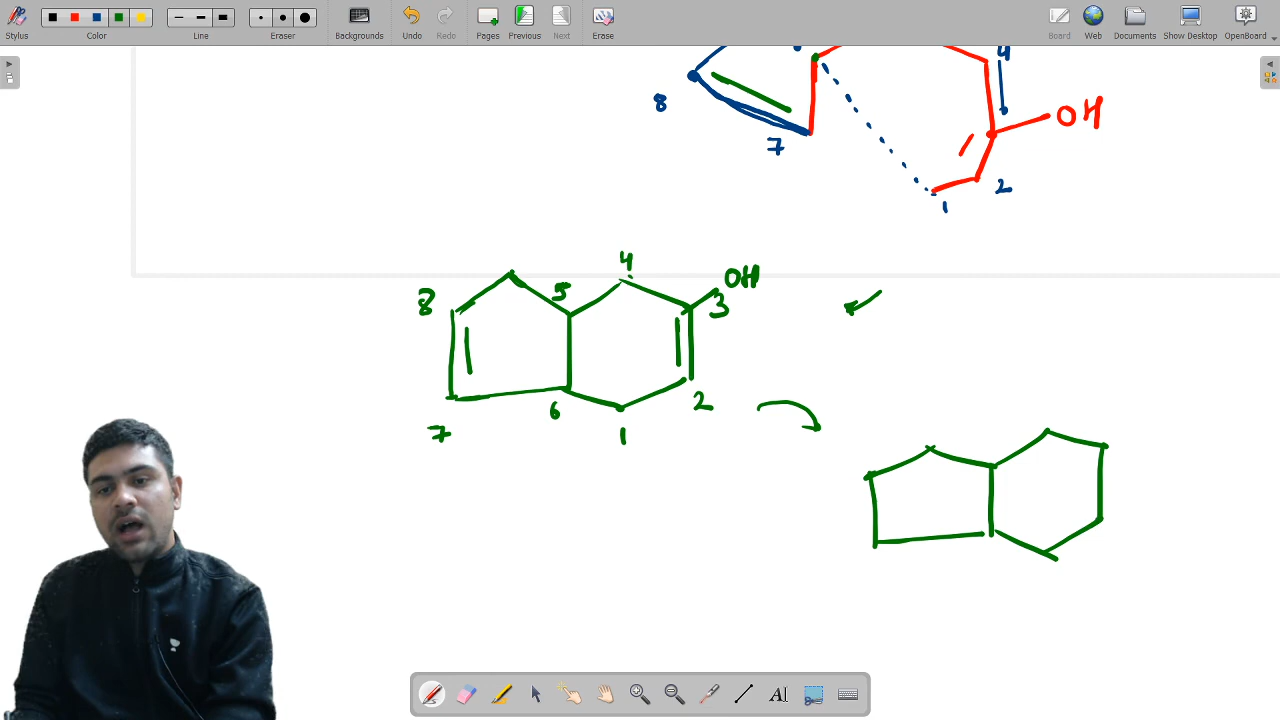 Stylus
Color
Line
Eraser
Backgrounds
Undo
Redo
Pages
Previous
Next
Erase
Board
Web
Documents
Show Desktop
OpenBoard
4
8
OH
7
2
1
4
OH
8
5
3
6
2
7
1
AI